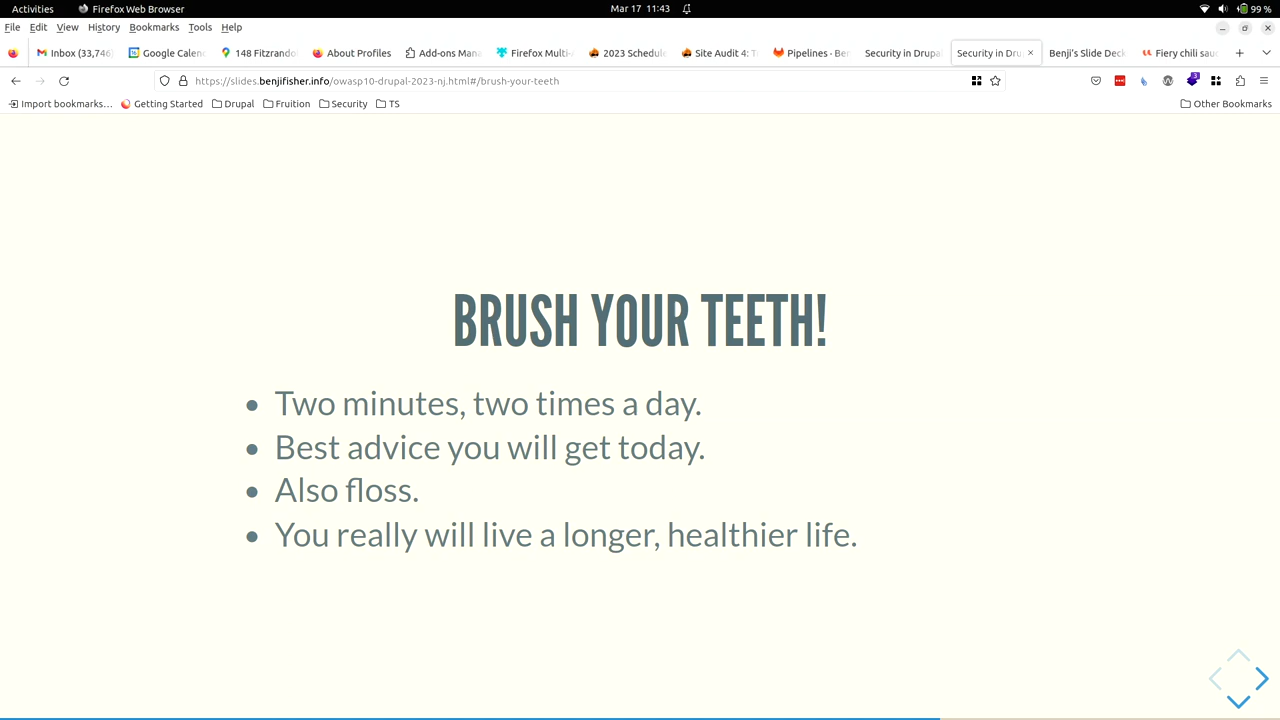 Activities Firefox Web Browser Mar 17 11:43 99 %
File Edit View History Bookmarks Tools Help
Inbox (33,746) Google Calen 148 Fitzrando About Profiles Add-ons Mana Firefox Multi- 2023 Schedul Site Audit 4: T Pipelines - Ben Security in Drupa Security in Dru Benji's Slide Deck Fiery chili sau
https://slides.benjifisher.info/owasp10-drupal-2023-nj.html#/brush-your-teeth
Import bookmarks... Getting Started Drupal Fruition Security TS Other Bookmarks
BRUSH YOUR TEETH!
• Two minutes, two times a day.
• Best advice you will get today.
• Also floss.
• You really will live a longer, healthier life.